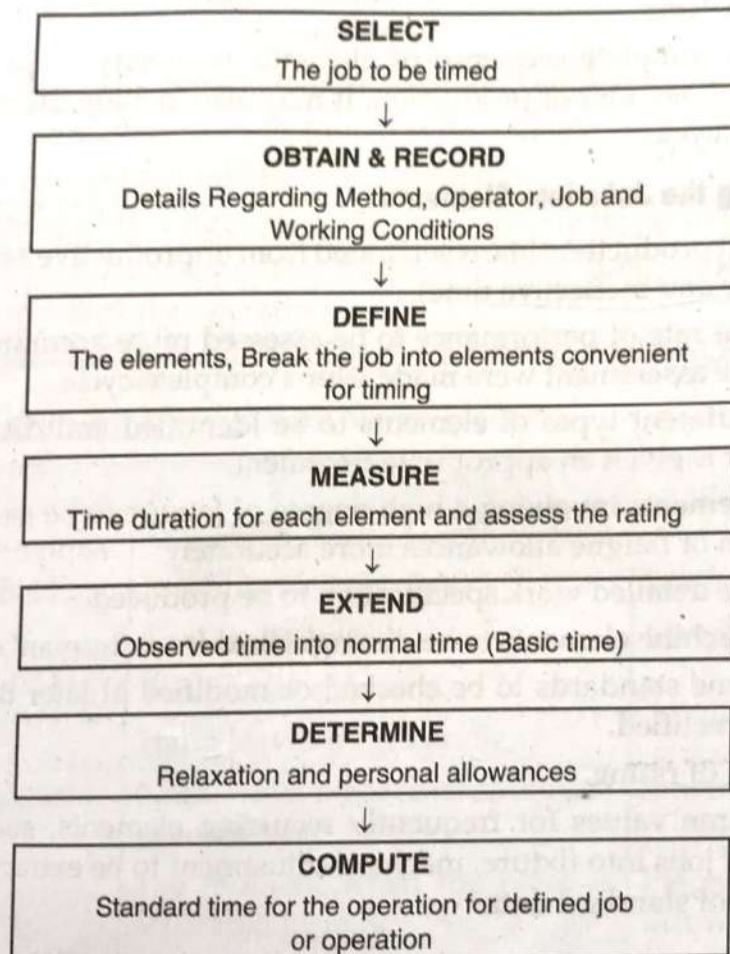 SELECT
The job to be timed
↓
OBTAIN & RECORD
Details Regarding Method, Operator, Job and
Working Conditions
↓
DEFINE
The elements, Break the job into elements convenient
for timing
↓
MEASURE
Time duration for each element and assess the rating
↓
EXTEND
Observed time into normal time (Basic time)
↓
DETERMINE
Relaxation and personal allowances
↓
COMPUTE
Standard time for the operation for defined job
or operation